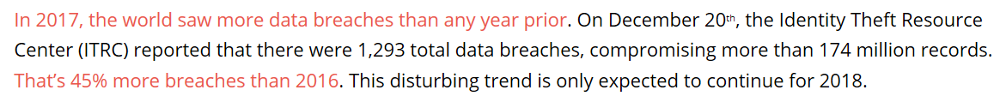 In 2017, the world saw more data breaches than any year prior. On December 20th, the Identity Theft Resource
Center (ITRC) reported that there were 1,293 total data breaches, compromising more than 174 million records.
That’s 45% more breaches than 2016. This disturbing trend is only expected to continue for 2018.